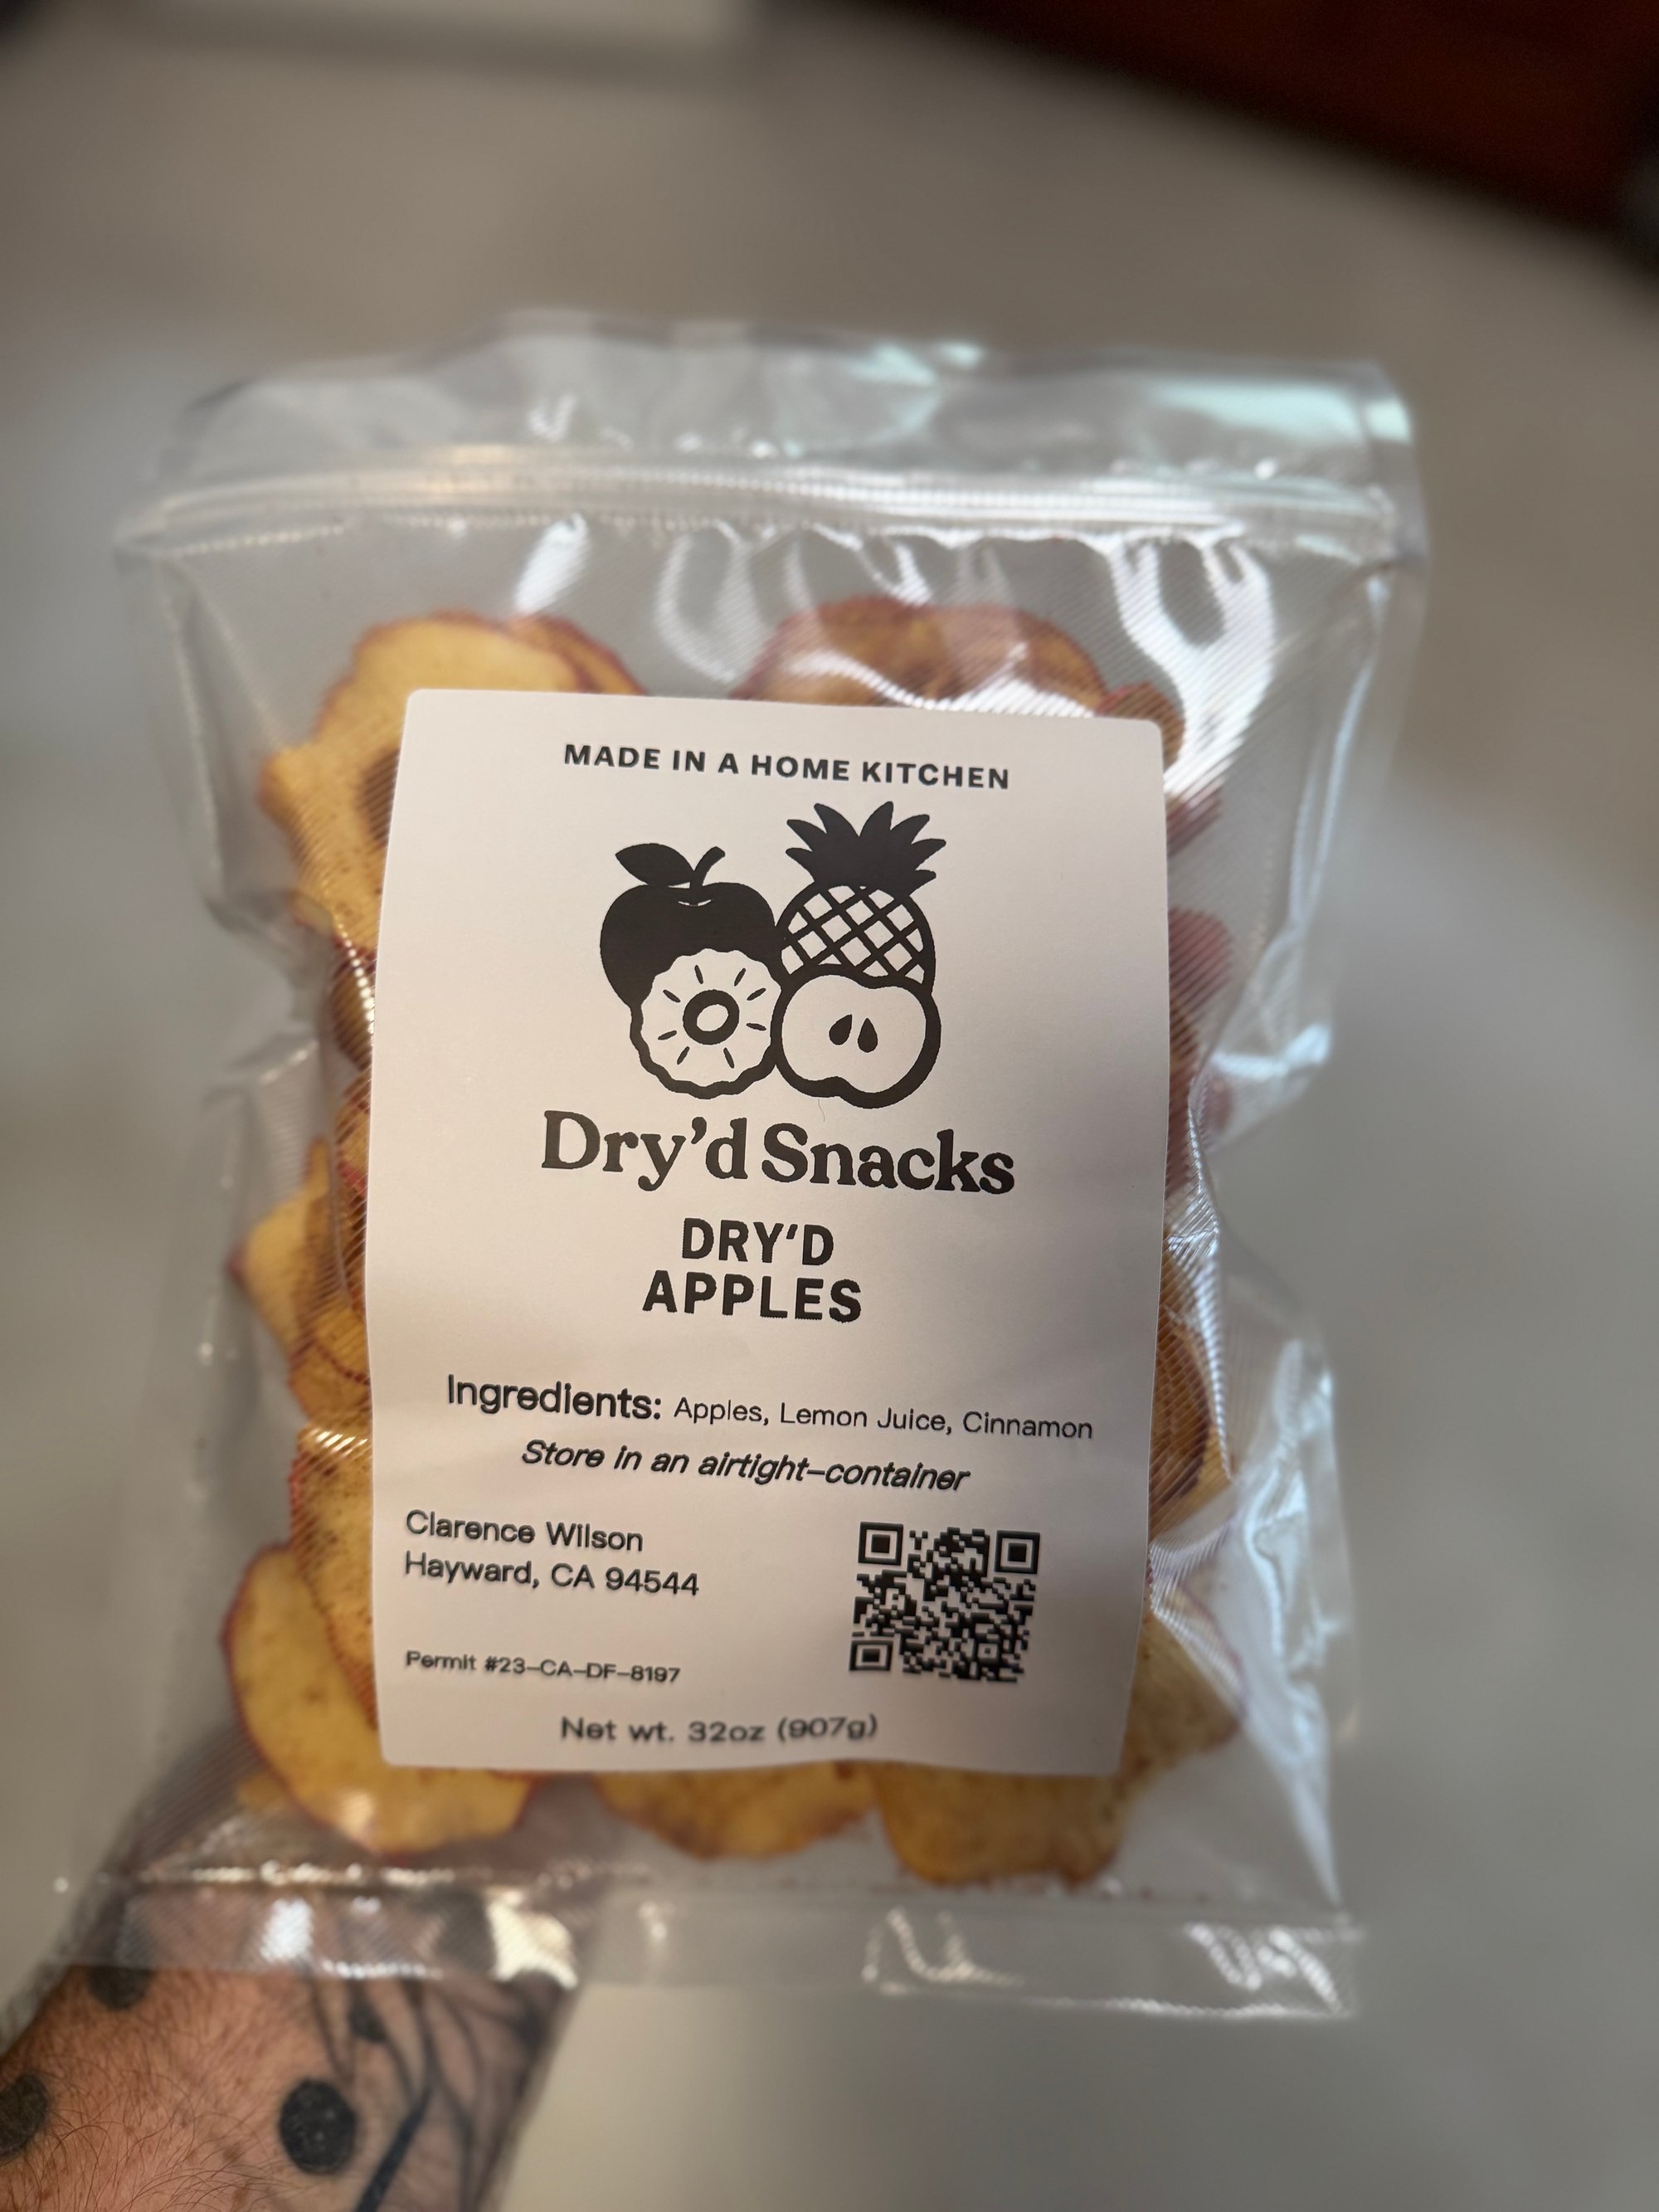 MADE IN A HOME KITCHEN
Dry’d Snacks
DRY’D
APPLES
Ingredients: Apples, Lemon Juice, Cinnamon
Store in an airtight-container
Clarence Wilson
Hayward, CA 94544
Permit #23-CA-DF-8197
Net wt. 32oz (907g)